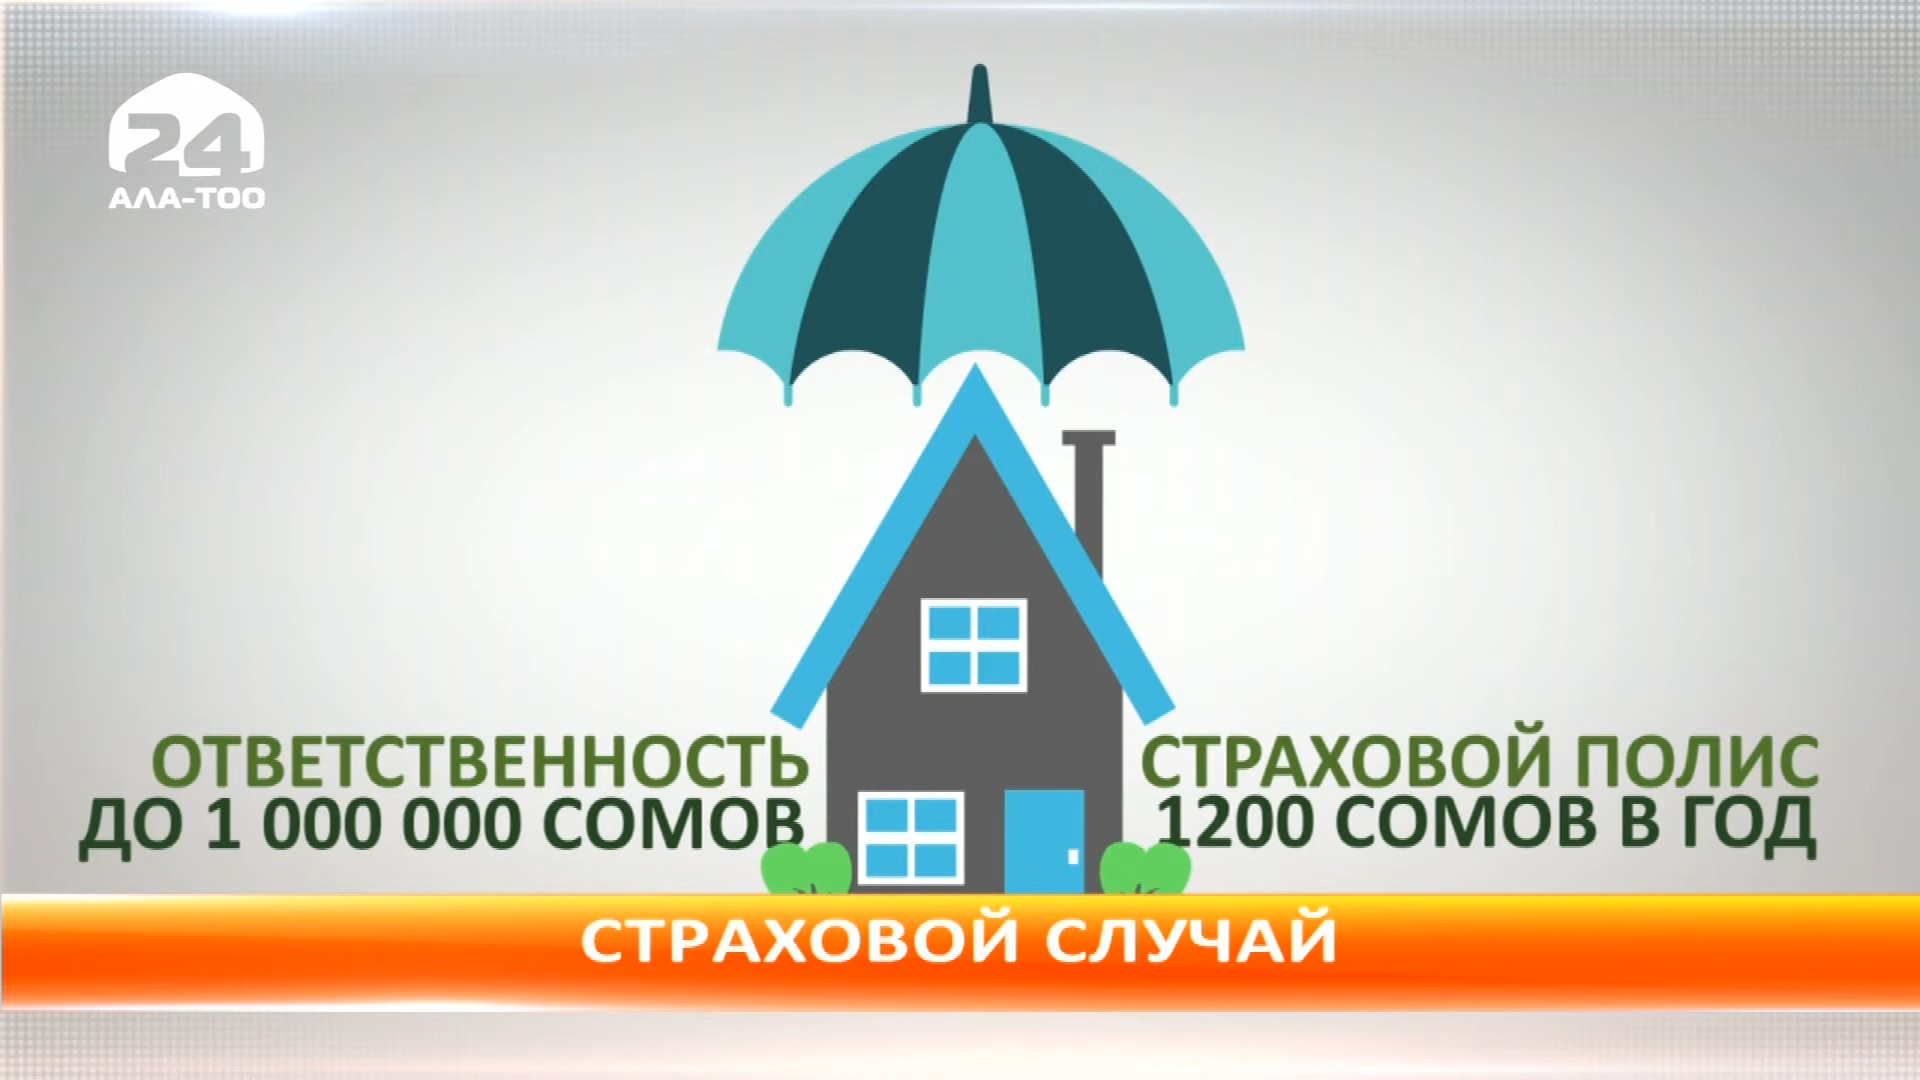 24
АЛА-ТОО
ОТВЕТСТВЕННОСТЬ
ДО 1 000 000 СОМОВ
СТРАХОВОЙ ПОЛИС
1200 СОМОВ В ГОД
СТРАХОВОЙ СЛУЧАЙ